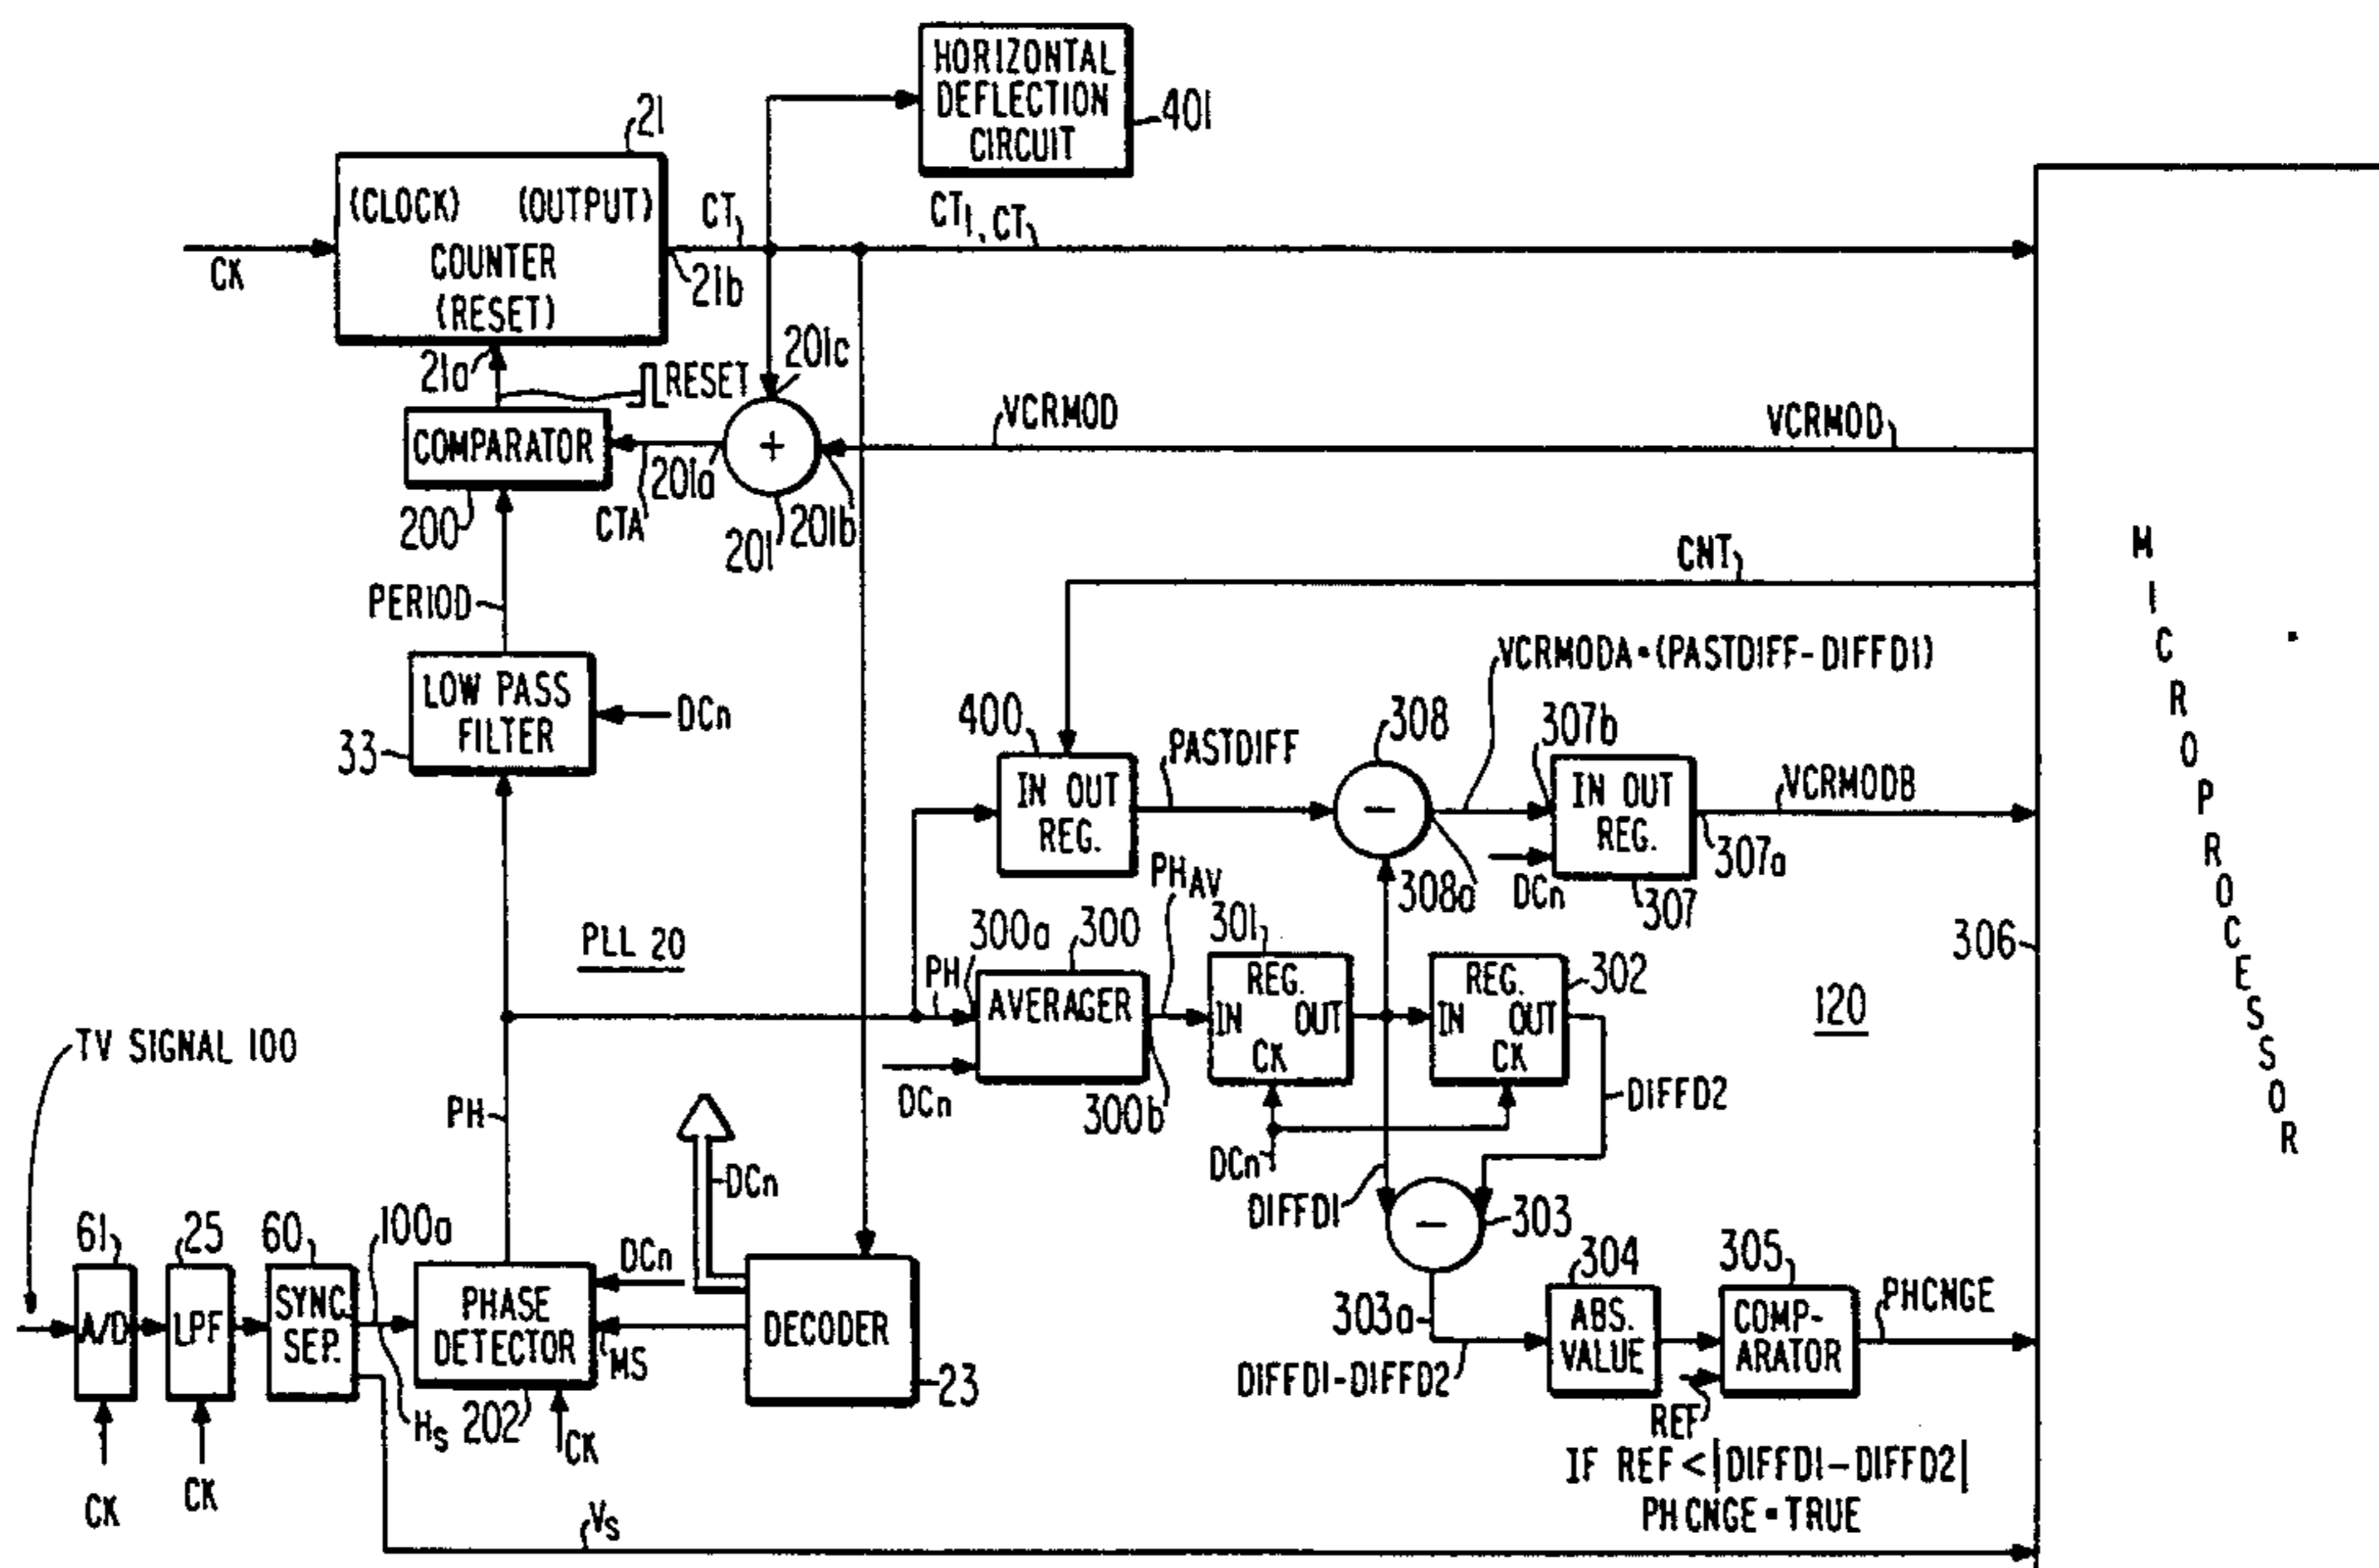 HORIZONTAL
DEFLECTION
CIRCUIT
401
21
(CLOCK) (OUTPUT)
COUNTER
(RESET)
CK
CT
21b
CT1, CT
21a
RESET
201c
VCRMOD
VCRMOD
COMPARATOR
200
+
201a
CTA
201
201b
CNT
PERIOD
LOW PASS
FILTER
33
DCn
VCRMODA=(PASTDIFF-DIFFD1)
400
IN OUT
REG.
PASTDIFF
308
−
308a
307b
IN OUT
REG.
DCn
307
307a
VCRMODB
MICROPROCESSOR
306
120
PLL 20
PH
300a
300
AVERAGER
DCn
300b
PHAV
301
REG.
IN OUT
CK
302
REG.
IN OUT
CK
DCn
DIFFD1
DIFFD2
−
303
303a
DIFFD1-DIFFD2
304
ABS.
VALUE
305
COMP-
ARATOR
PHCNGE
REF
IF REF<|DIFFD1-DIFFD2|
PHCNGE=TRUE
TV SIGNAL 100
PH
DCn
61
A/D
CK
25
LPF
CK
60
SYNC
SEP.
100a
HS
PHASE
DETECTOR
202
CK
DCn
MS
DECODER
23
VS